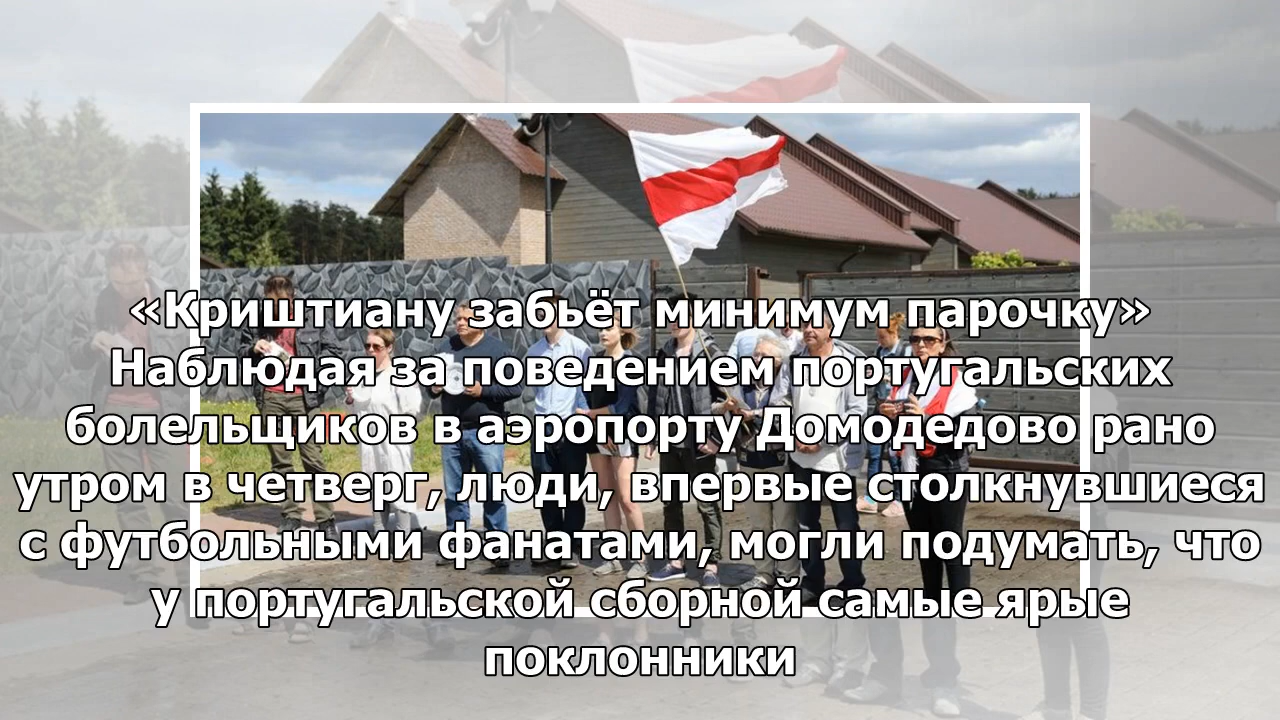 «Криштиану забьёт минимум парочку»
Наблюдая за поведением португальских
болельщиков в аэропорту Домодедово рано
утром в четверг, люди, впервые столкнувшиеся
с футбольными фанатами, могли подумать, что
у португальской сборной самые ярые
поклонники